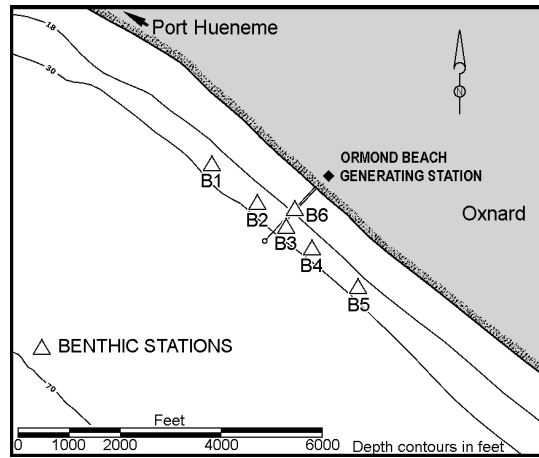 Port Hueneme
18
30
N
ORMOND BEACH
GENERATING STATION
Oxnard
B1
B2
B6
B3
B4
B5
BENTHIC STATIONS
70
Feet
0 1000 2000 4000 6000
Depth contours in feet